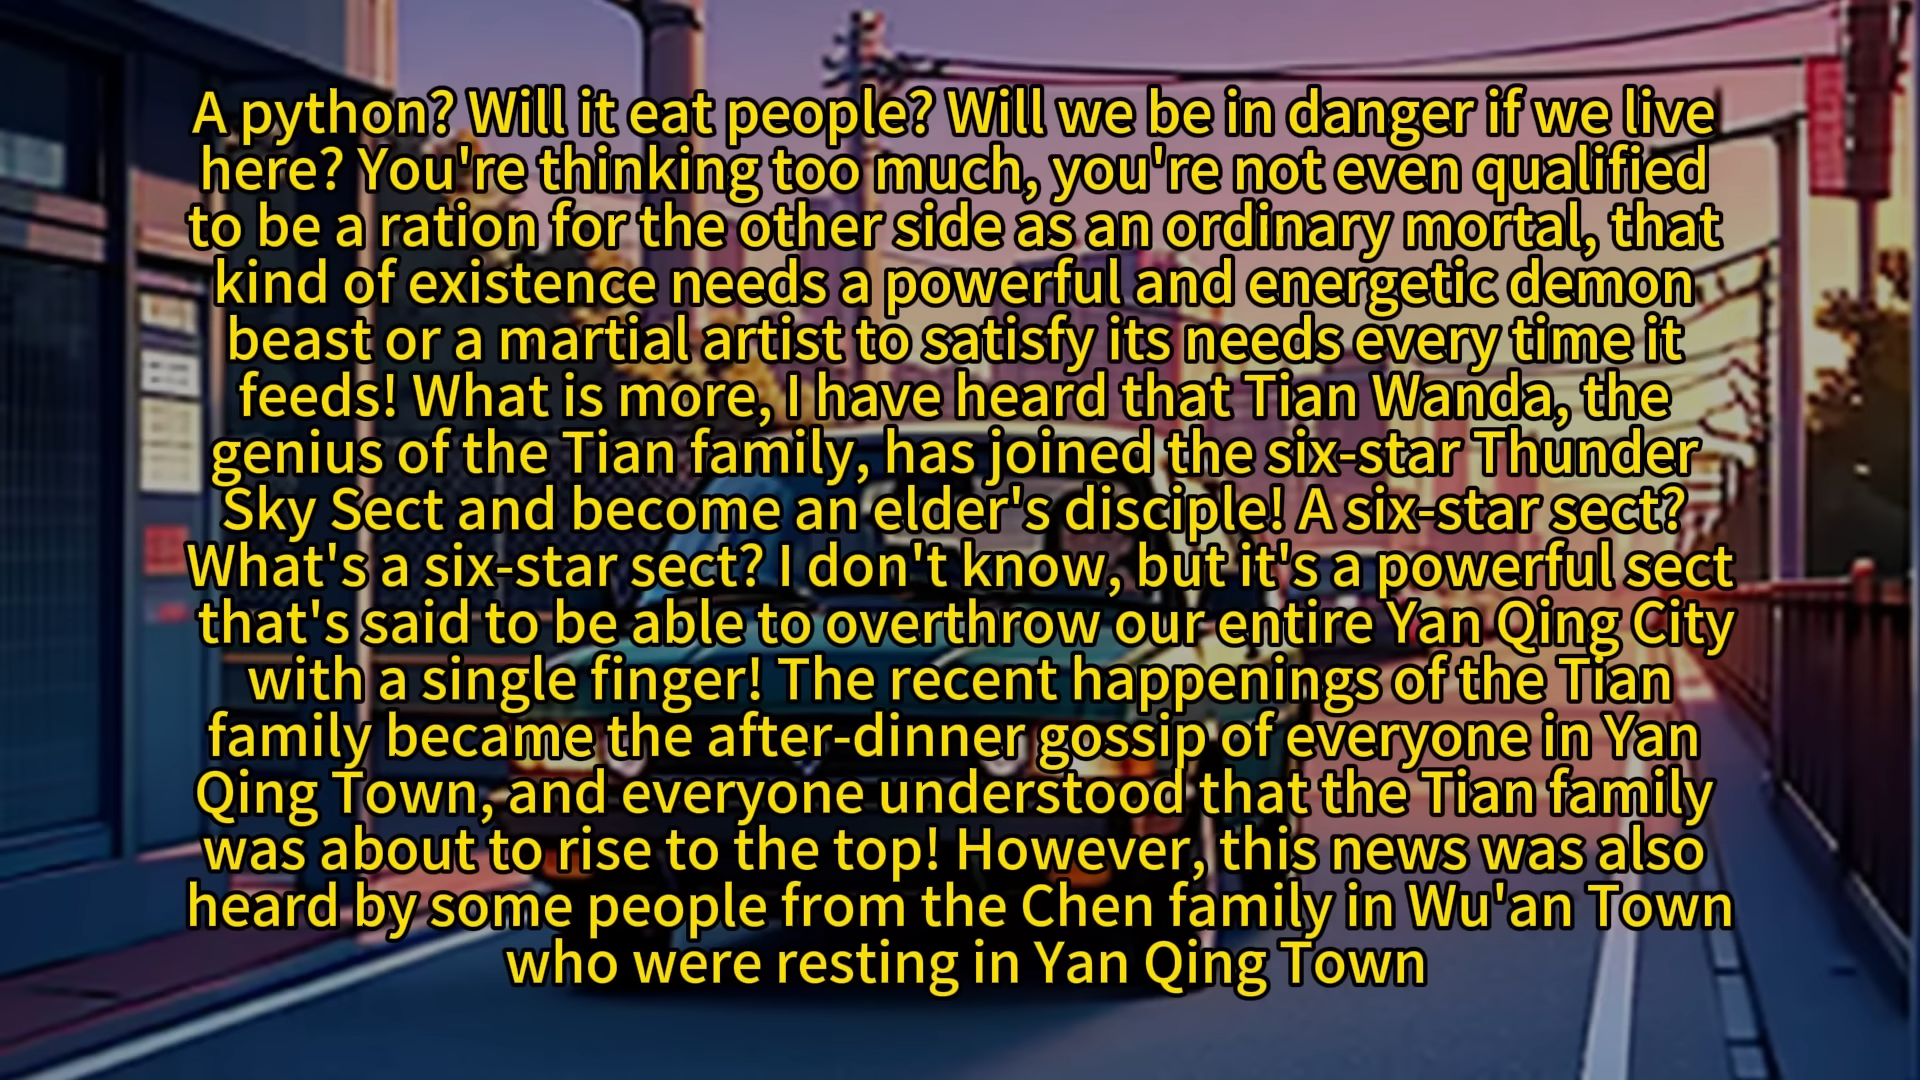 A python? Will it eat people? Will we be in danger if we live
here? You're thinking too much, you're not even qualified
to be a ration for the other side as an ordinary mortal, that
kind of existence needs a powerful and energetic demon
beast or a martial artist to satisfy its needs every time it
feeds! What is more, I have heard that Tian Wanda, the
genius of the Tian family, has joined the six-star Thunder
Sky Sect and become an elder's disciple! A six-star sect?
What's a six-star sect? I don't know, but it's a powerful sect
that's said to be able to overthrow our entire Yan Qing City
with a single finger! The recent happenings of the Tian
family became the after-dinner gossip of everyone in Yan
Qing Town, and everyone understood that the Tian family
was about to rise to the top! However, this news was also
heard by some people from the Chen family in Wu'an Town
who were resting in Yan Qing Town